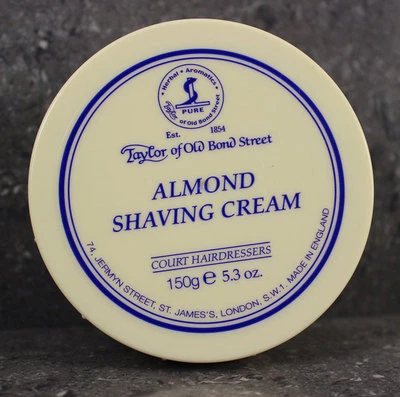 Herbal • Aromatics
PURE
Taylor of Old Bond Street
Est. 1854
Taylor of Old Bond Street
ALMOND
SHAVING CREAM
COURT HAIRDRESSERS
150g e 5.3 oz.
74, JERMYN STREET, ST. JAMES'S, LONDON, S.W.1. MADE IN ENGLAND